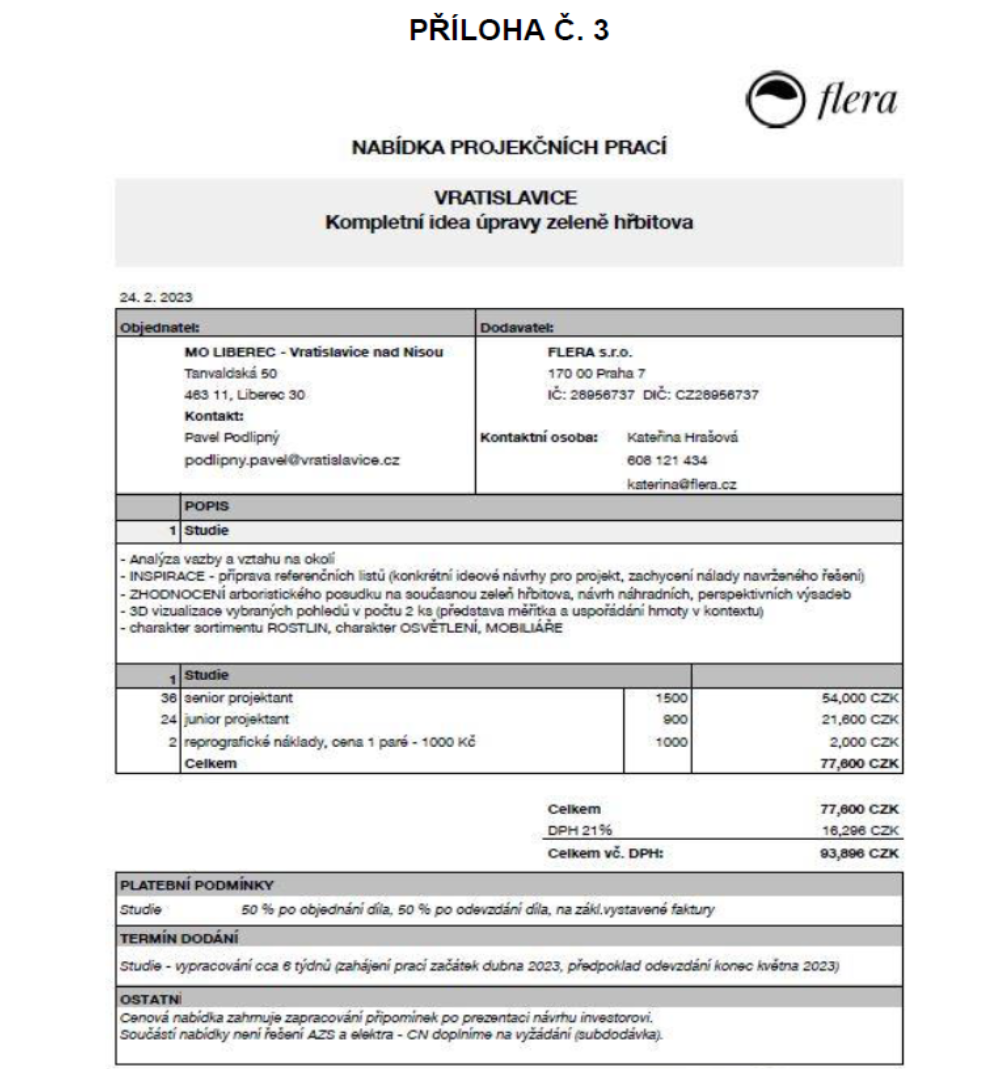 PŘÍLOHA Č. 3
flera
NABÍDKA PROJEKČNÍCH PRACÍ
VRATISLAVICE
Kompletní idea úpravy zeleně hřbitova
24. 2. 2023
Objednatel: Dodavatel:
MO LIBEREC - Vratislavice nad Nisou FLERA s.r.o.
Tanvaldská 50 170 00 Praha 7
463 11, Liberec 30 IČ: 28956737 DIČ: CZ28956737
Kontakt:
Pavel Podlipný Kontaktní osoba: Kateřina Hrašová
podlipny.pavel@vratislavice.cz 608 121 434
katerina@flera.cz
POPIS
1 Studie
- Analýza vazby a vztahu na okolí
- INSPIRACE - příprava referenčních listů (konkrétní ideové návrhy pro projekt, zachycení nálady navrženého řešení)
- ZHODNOCENÍ arboristického posudku na současnou zeleň hřbitova, návrh náhradních, perspektivních výsadeb
- 3D vizualizace vybraných pohledů v počtu 2 ks (představa měřítka a uspořádání hmoty v kontextu)
- charakter sortimentu ROSTLIN, charakter OSVĚTLENÍ, MOBILIÁŘE
1 Studie
36 senior projektant 1500 54,000 CZK
24 junior projektant 900 21,600 CZK
2 reprografické náklady, cena 1 paré - 1000 Kč 1000 2,000 CZK
Celkem 77,600 CZK
Celkem 77,600 CZK
DPH 21% 16,296 CZK
Celkem vč. DPH: 93,896 CZK
PLATEBNÍ PODMÍNKY
Studie 50 % po objednání díla, 50 % po odevzdání díla, na zákl.vystavené faktury
TERMÍN DODÁNÍ
Studie - vypracování cca 6 týdnů (zahájení prací začátek dubna 2023, předpoklad odevzdání konec května 2023)
OSTATNÍ
Cenová nabídka zahrnuje zapracování připomínek po prezentaci návrhu investorovi.
Součástí nabídky není řešení AZS a elektra - CN doplníme na vyžádání (subdodávka).